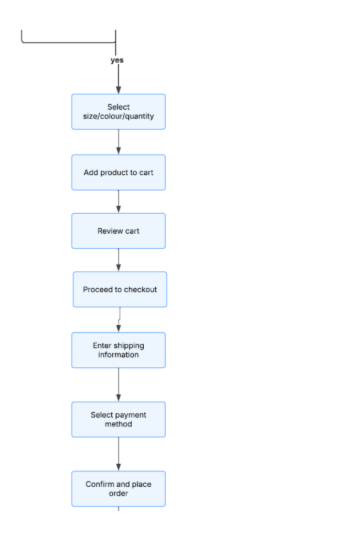 yes
Select
size/colour/quantity
Add product to cart
Review cart
Proceed to checkout
Enter shipping
information
Select payment
method
Confirm and place
order